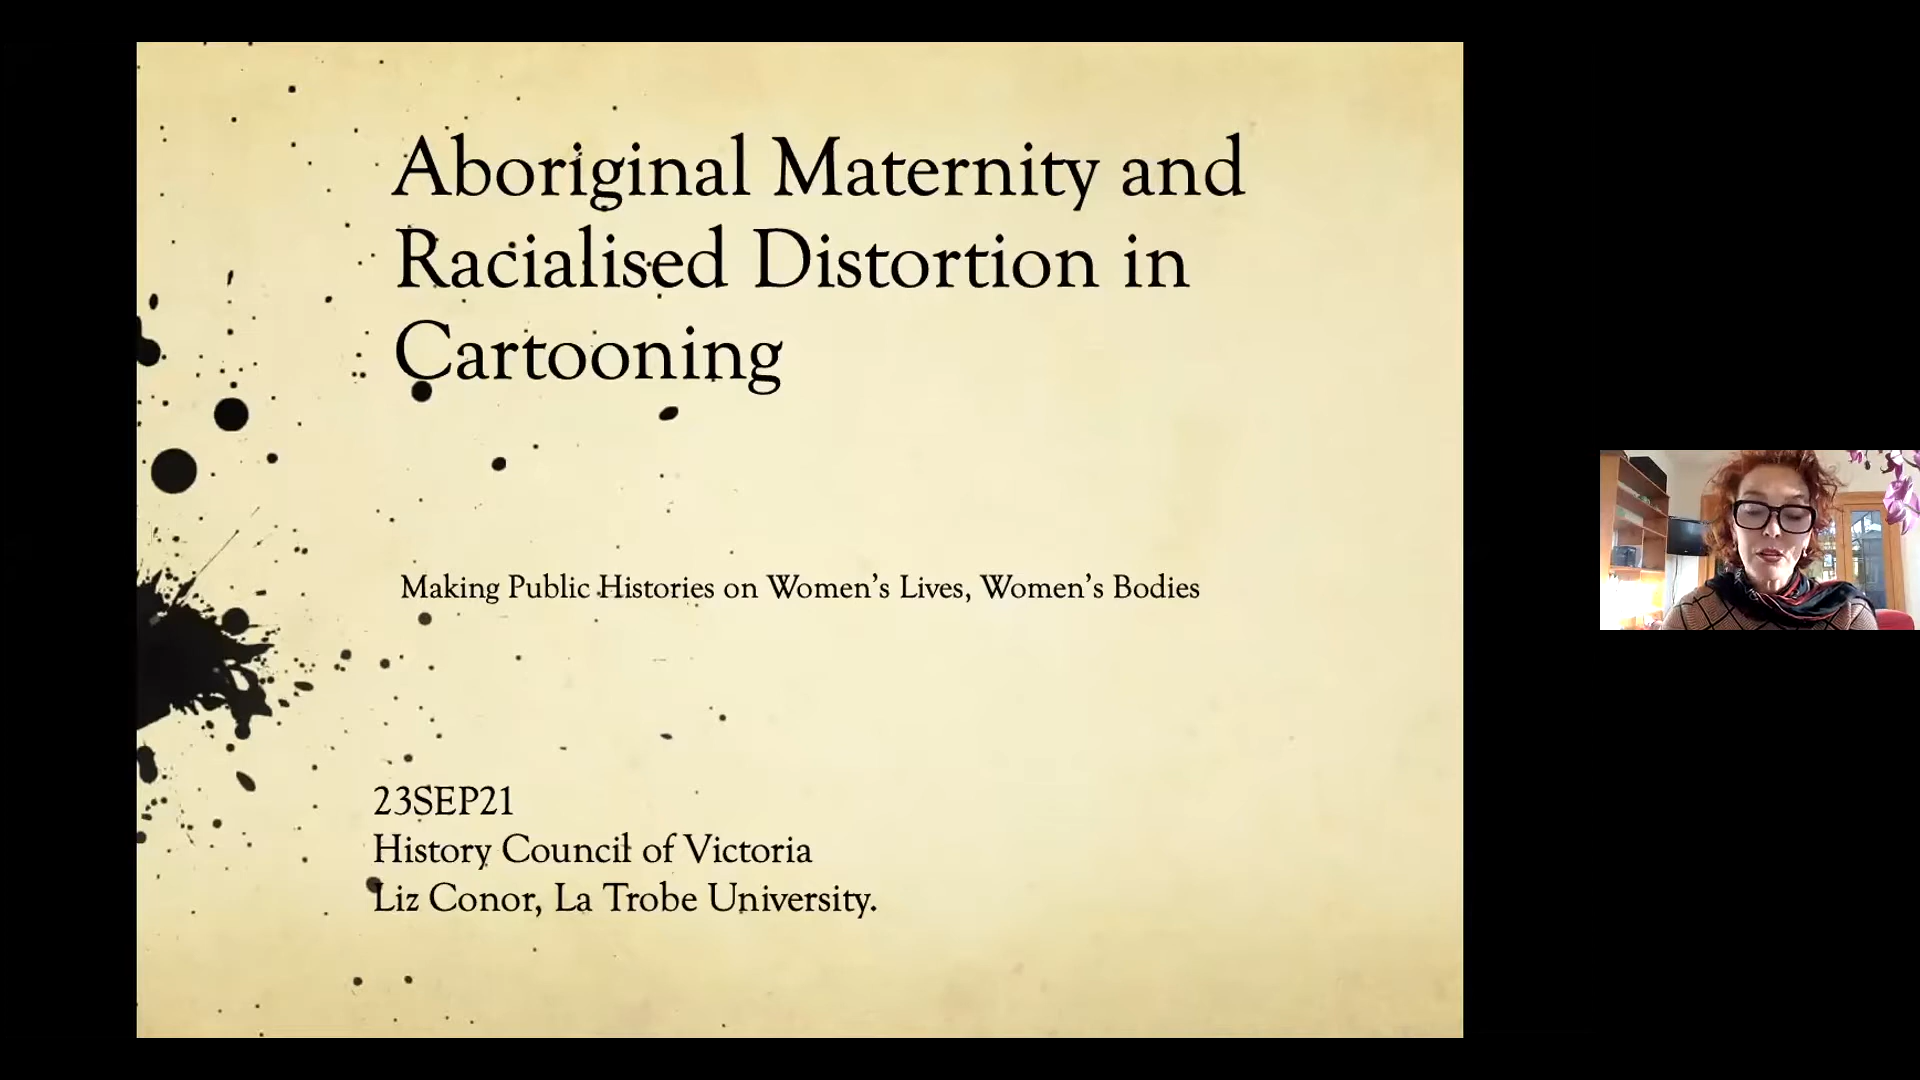 Aboriginal Maternity and
Racialised Distortion in
Cartooning
Making Public Histories on Women’s Lives, Women’s Bodies
23SEP21
History Council of Victoria
Liz Conor, La Trobe University.